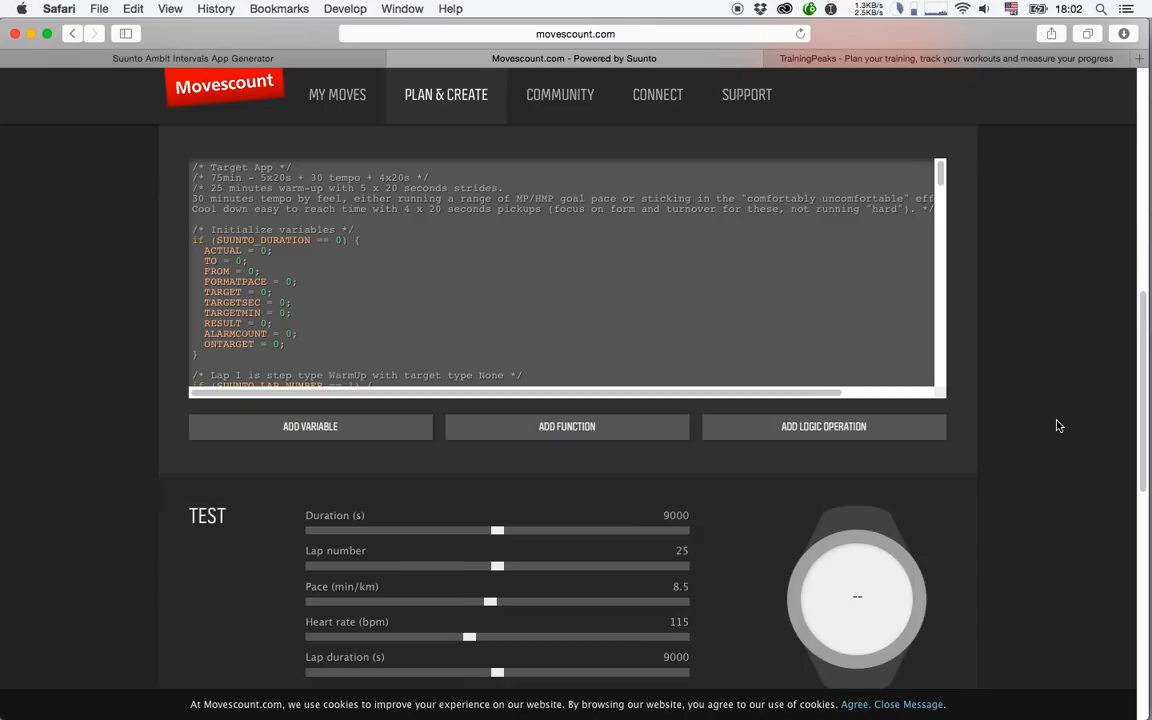 Safari File Edit View History Bookmarks Develop Window Help
1.3KB/s
2.5KB/s
18:02
movescount.com
Suunto Ambit Intervals App Generator
Movescount.com - Powered by Suunto
TrainingPeaks - Plan your training, track your workouts and measure your progress
Movescount
MY MOVES PLAN & CREATE COMMUNITY CONNECT SUPPORT
/* Target App */
/* 75min - 5x20s + 30 tempo + 4x20s */
/* 25 minutes warm-up with 5 x 20 seconds strides.
30 minutes tempo by feel, either running a range of MP/HMP goal pace or sticking in the "comfortably uncomfortable" eff
Cool down easy to reach time with 4 x 20 seconds pickups (focus on form and turnover for these, not running "hard"). */
/* Initialize variables */
if (SUUNTO_DURATION == 0) {
ACTUAL = 0;
TO = 0;
FROM = 0;
FORMATPACE = 0;
TARGET = 0;
TARGETSEC = 0;
TARGETMIN = 0;
RESULT = 0;
ALARMCOUNT = 0;
ONTARGET = 0;
}
/* Lap 1 is step type WarmUp with target type None */
if (SUUNTO_LAP_NUMBER == 1) {
ADD VARIABLE ADD FUNCTION ADD LOGIC OPERATION
TEST
Duration (s) 9000
Lap number 25
Pace (min/km) 8.5
Heart rate (bpm) 115
Lap duration (s) 9000
--
At Movescount.com, we use cookies to improve your experience on our website. By browsing our website, you agree to our use of cookies. Agree. Close Message.